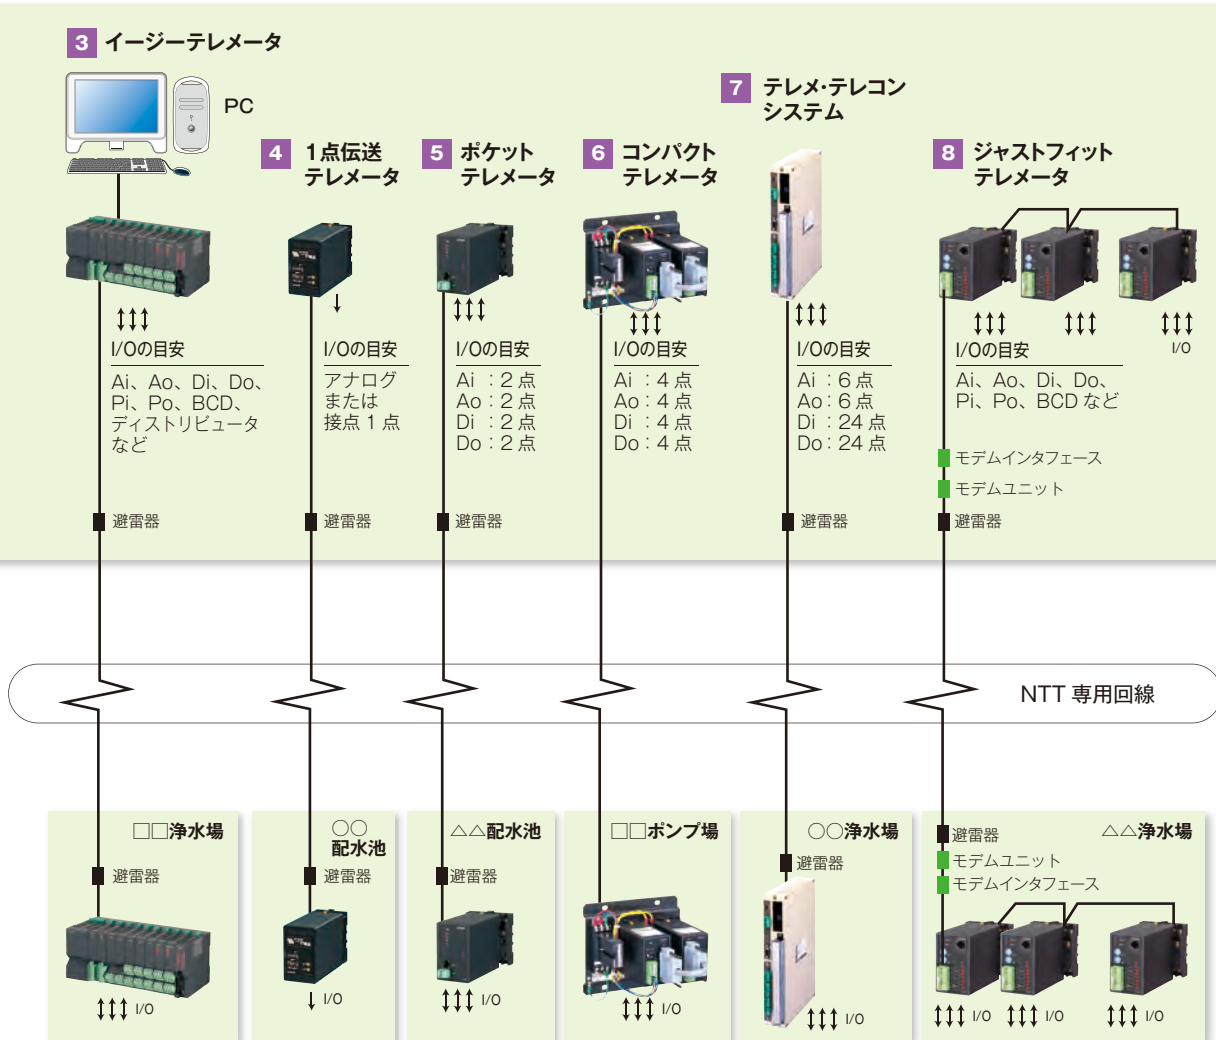 3 イージーテレメータ
PC
4 1点伝送
テレメータ
5 ポケット
テレメータ
6 コンパクト
テレメータ
7 テレメ・テレコン
システム
8 ジャストフィット
テレメータ
I/Oの目安
Ai、Ao、Di、Do、
Pi、Po、BCD、
ディストリビュータ
など
I/Oの目安
アナログ
または
接点 1 点
I/Oの目安
Ai :2 点
Ao:2 点
Di :2 点
Do:2 点
I/Oの目安
Ai :4 点
Ao:4 点
Di :4 点
Do:4 点
I/Oの目安
Ai :6 点
Ao:6 点
Di :24 点
Do:24 点
I/O
I/Oの目安
Ai、Ao、Di、Do、
Pi、Po、BCD など
モデムインタフェース
モデムユニット
避雷器
避雷器
避雷器
避雷器
避雷器
NTT 専用回線
□□浄水場
避雷器
I/O
○○
配水池
避雷器
I/O
△△配水池
避雷器
I/O
□□ポンプ場
I/O
○○浄水場
避雷器
I/O
△△浄水場
避雷器
モデムユニット
モデムインタフェース
I/O
I/O
I/O